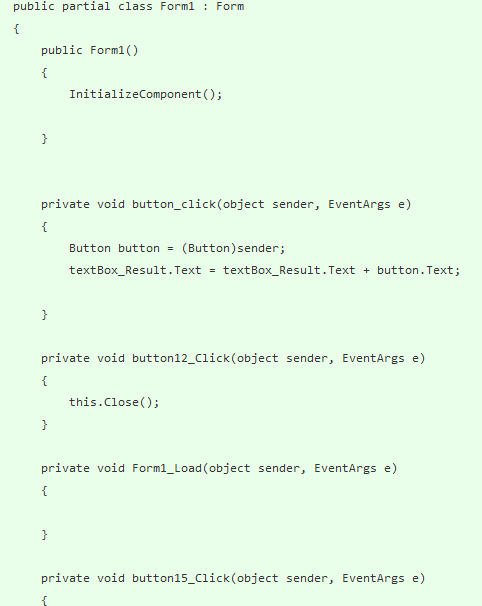 public partial class Form1 : Form
{
    public Form1()
    {
        InitializeComponent();
    }
    private void button_click(object sender, EventArgs e)
    {
        Button button = (Button)sender;
        textBox_Result.Text = textBox_Result.Text + button.Text;
    }
    private void button12_Click(object sender, EventArgs e)
    {
        this.Close();
    }
    private void Form1_Load(object sender, EventArgs e)
    {
    }
    private void button15_Click(object sender, EventArgs e)
    {